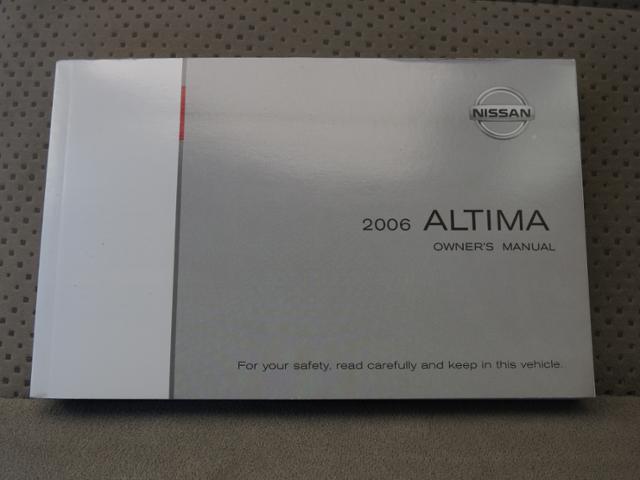 NISSAN
2006 ALTIMA
OWNER'S MANUAL
For your safety, read carefully and keep in this vehicle.